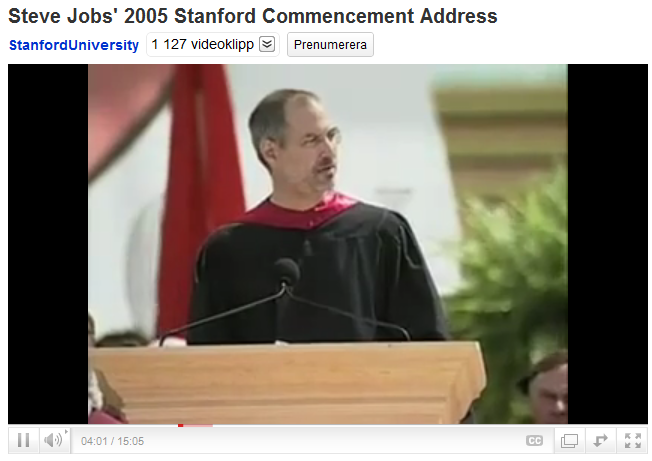 Steve Jobs' 2005 Stanford Commencement Address
StanfordUniversity 1 127 videoklipp Prenumerera
04:01 / 15:05 CC